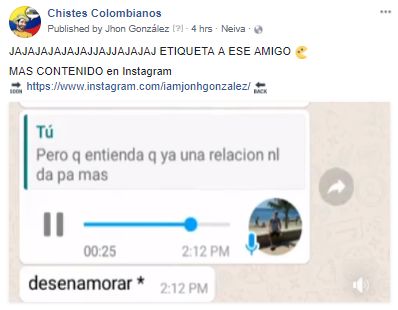 Chistes Colombianos
Published by Jhon González [?] · 4 hrs · Neiva ·
JAJAJAJAJAJAJJAJJAJAJAJ ETIQUETA A ESE AMIGO
MAS CONTENIDO en Instagram
SOON https://www.instagram.com/iamjonhgonzalez/ BACK
Tú
Pero q entienda q ya una relacion nl
da pa mas
00:25 2:12 PM
desenamorar * 2:12 PM